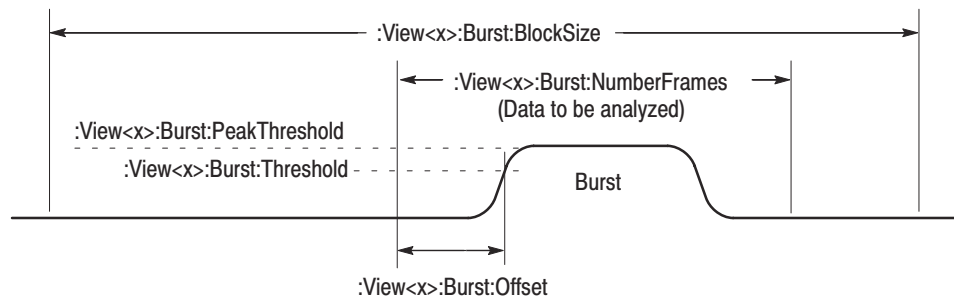 :View<x>:Burst:BlockSize
:View<x>:Burst:NumberFrames
(Data to be analyzed)
:View<x>:Burst:PeakThreshold
:View<x>:Burst:Threshold
Burst
:View<x>:Burst:Offset